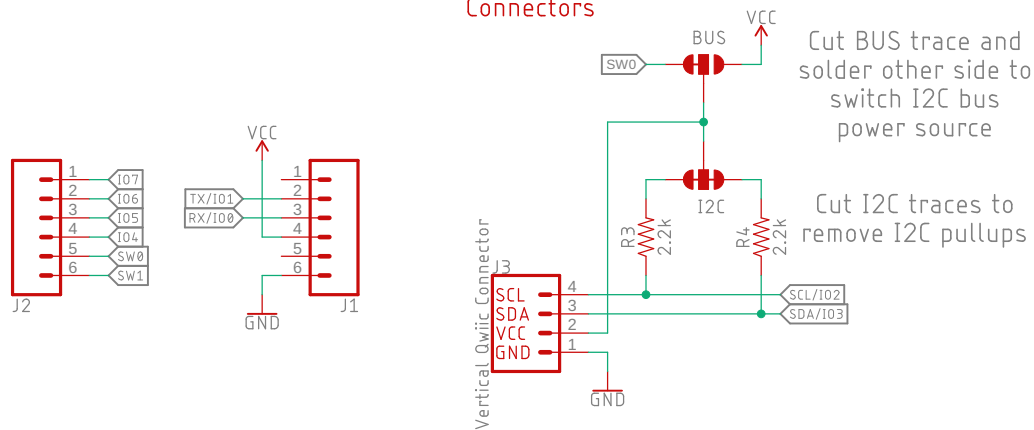 Connectors
VCC
BUS
SW0
Cut BUS trace and
solder other side to
switch I2C bus
power source
VCC
1 IO7
2 IO6
3 IO5
4 IO4
5 SW0
6 SW1
J2
TX/IO1
RX/IO0
1
2
3
4
5
6
J1
GND
I2C
Cut I2C traces to
remove I2C pullups
R3
2.2k
R4
2.2k
Vertical Qwiic Connector
J3
SCL 4
SDA 3
VCC 2
GND 1
SCL/IO2
SDA/IO3
GND